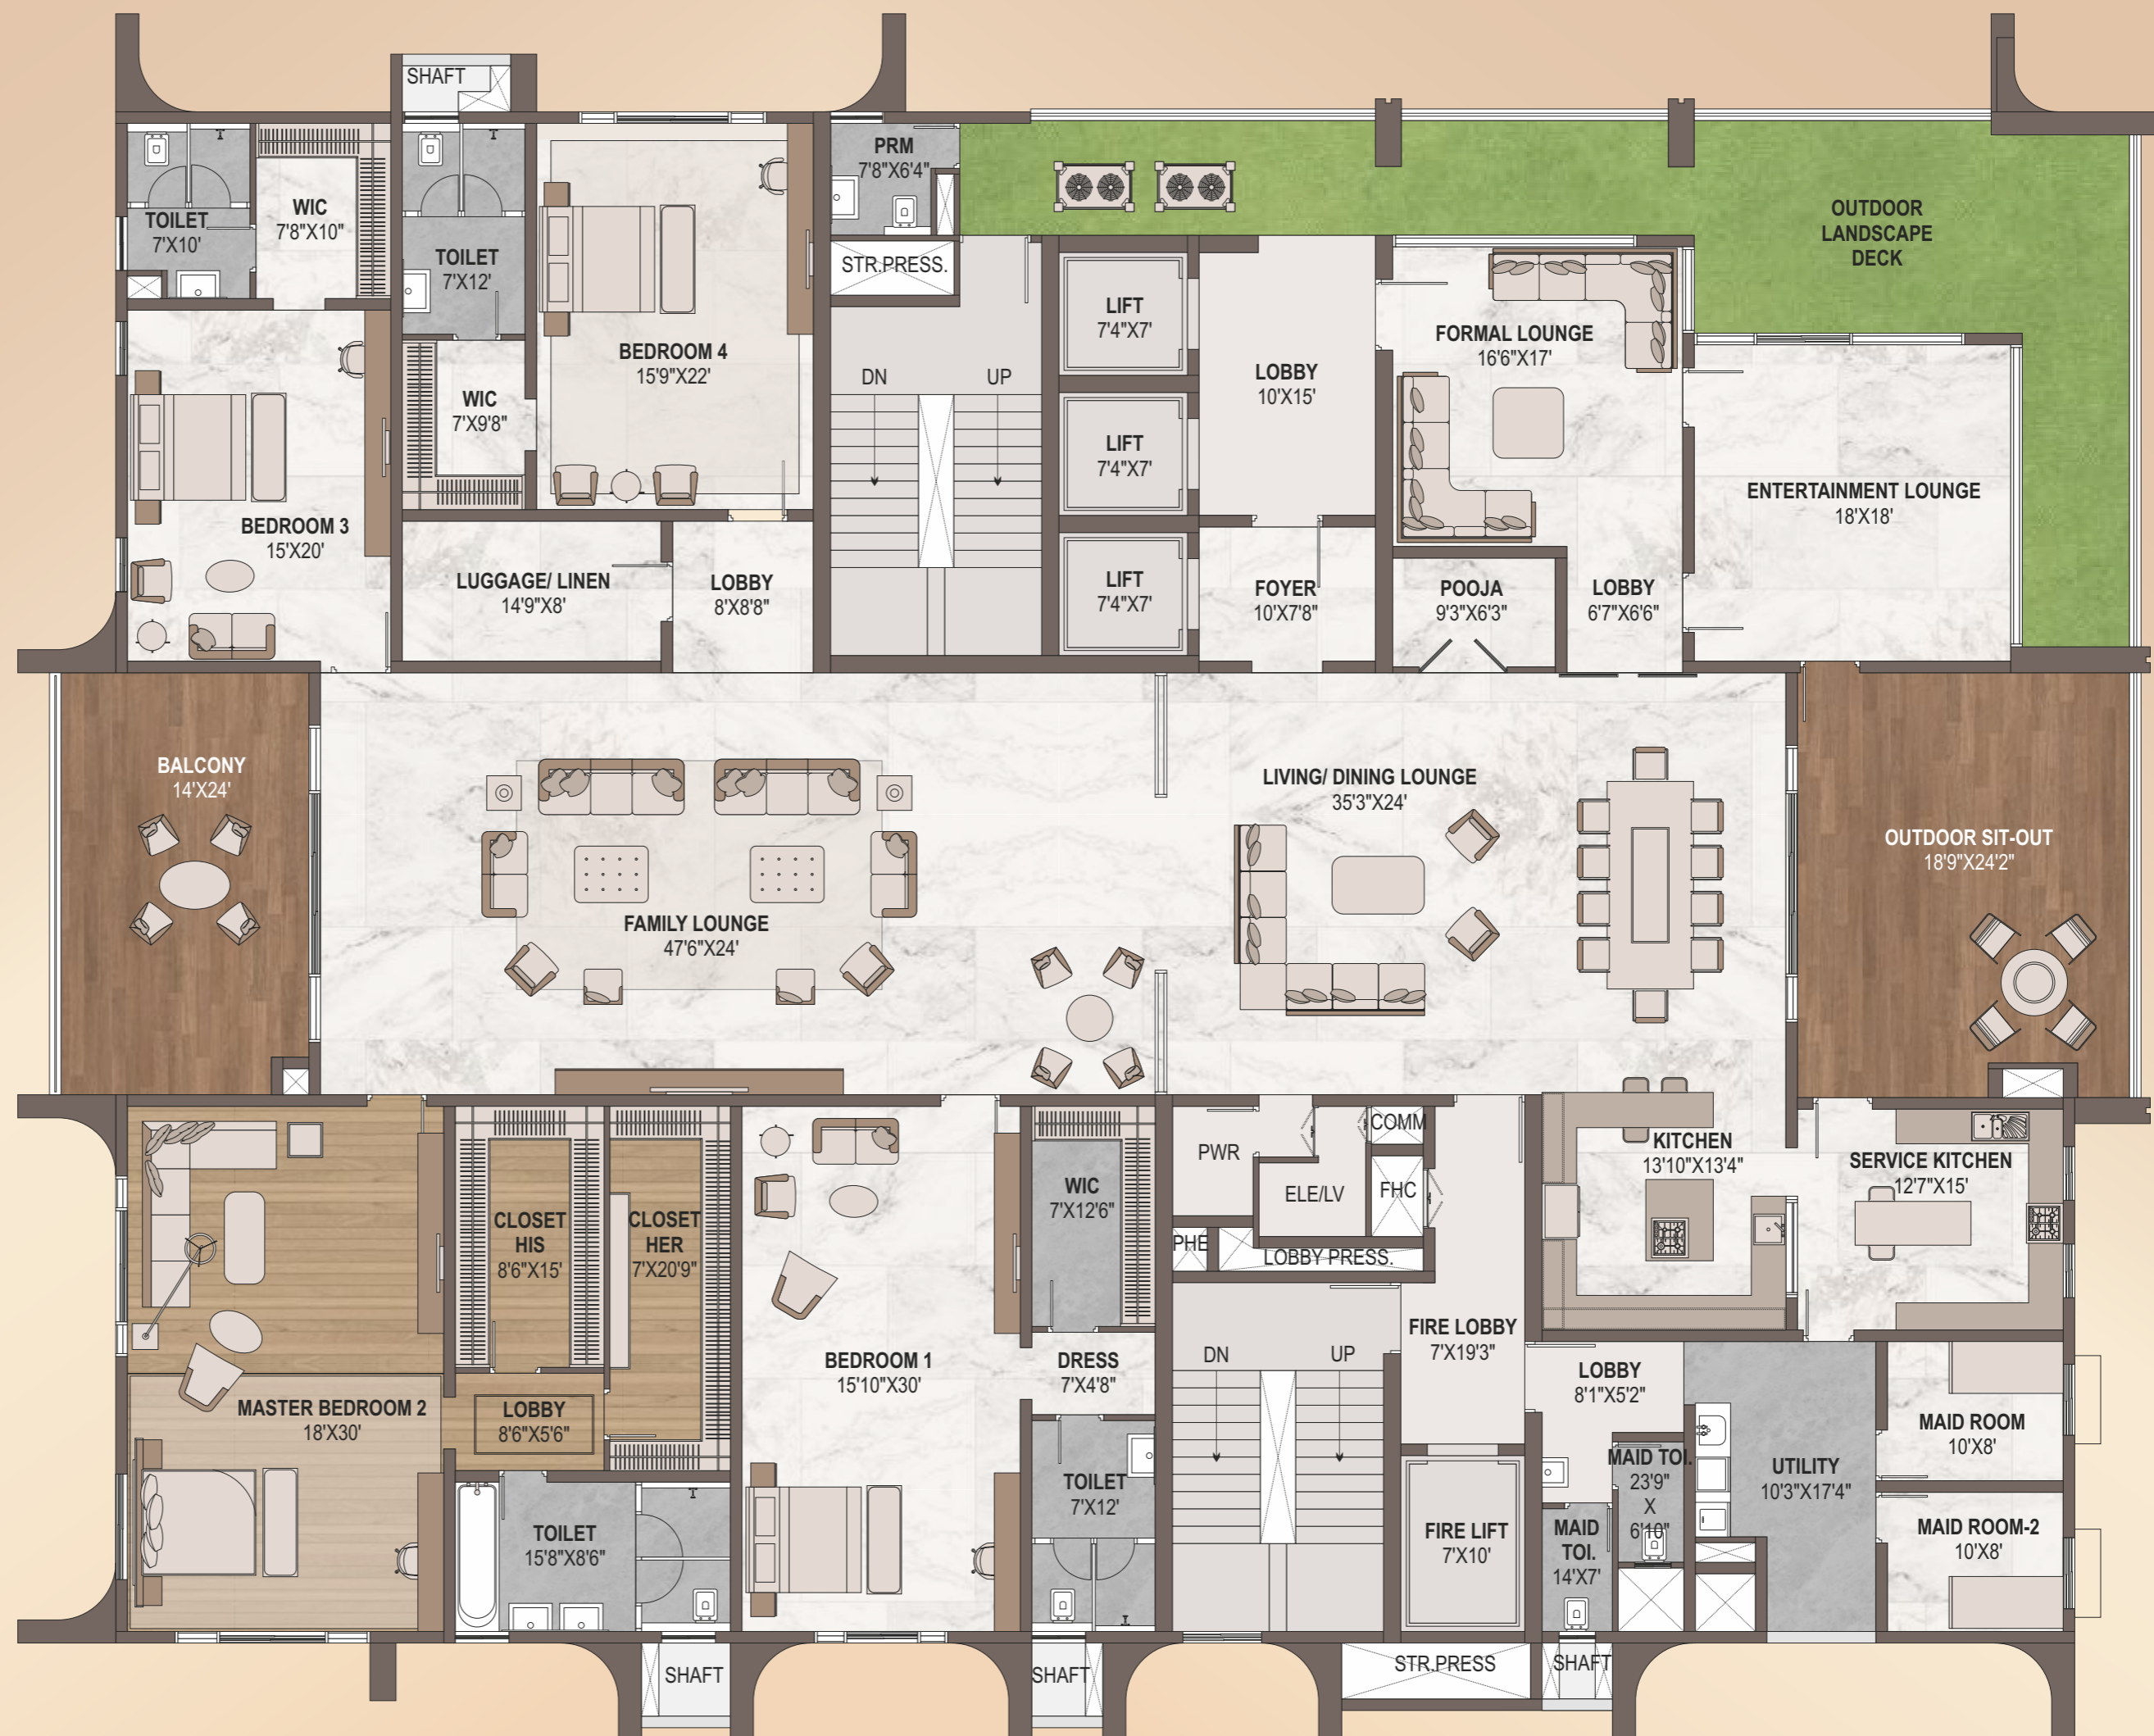 SHAFT
TOILET
7'X10'
WIC
7'8"X10"
TOILET
7'X12'
WIC
7'X9'8"
BEDROOM 4
15'9"X22'
PRM
7'8"X6'4"
STR.PRESS.
DN
UP
LIFT
7'4"X7'
LIFT
7'4"X7'
LIFT
7'4"X7'
LOBBY
10'X15'
FORMAL LOUNGE
16'6"X17'
OUTDOOR
LANDSCAPE
DECK
ENTERTAINMENT LOUNGE
18'X18'
BEDROOM 3
15'X20'
LUGGAGE/ LINEN
14'9"X8'
LOBBY
8'X8'8"
FOYER
10'X7'8"
POOJA
9'3"X6'3"
LOBBY
6'7"X6'6"
BALCONY
14'X24'
FAMILY LOUNGE
47'6"X24'
LIVING/ DINING LOUNGE
35'3"X24'
OUTDOOR SIT-OUT
18'9"X24'2"
CLOSET
HIS
8'6"X15'
CLOSET
HER
7'X20'9"
WIC
7'X12'6"
PWR
COMM
ELE/LV
FHC
PHE
LOBBY PRESS.
KITCHEN
13'10"X13'4"
SERVICE KITCHEN
12'7"X15'
MASTER BEDROOM 2
18'X30'
LOBBY
8'6"X5'6"
BEDROOM 1
15'10"X30'
DRESS
7'X4'8"
DN
UP
FIRE LOBBY
7'X19'3"
LOBBY
8'1"X5'2"
MAID ROOM
10'X8'
TOILET
15'8"X8'6"
TOILET
7'X12'
FIRE LIFT
7'X10'
MAID
TOI.
14'X7'
MAID TOI.
23'9"
X
6'10"
UTILITY
10'3"X17'4"
MAID ROOM-2
10'X8'
SHAFT
SHAFT
STR.PRESS
SHAFT